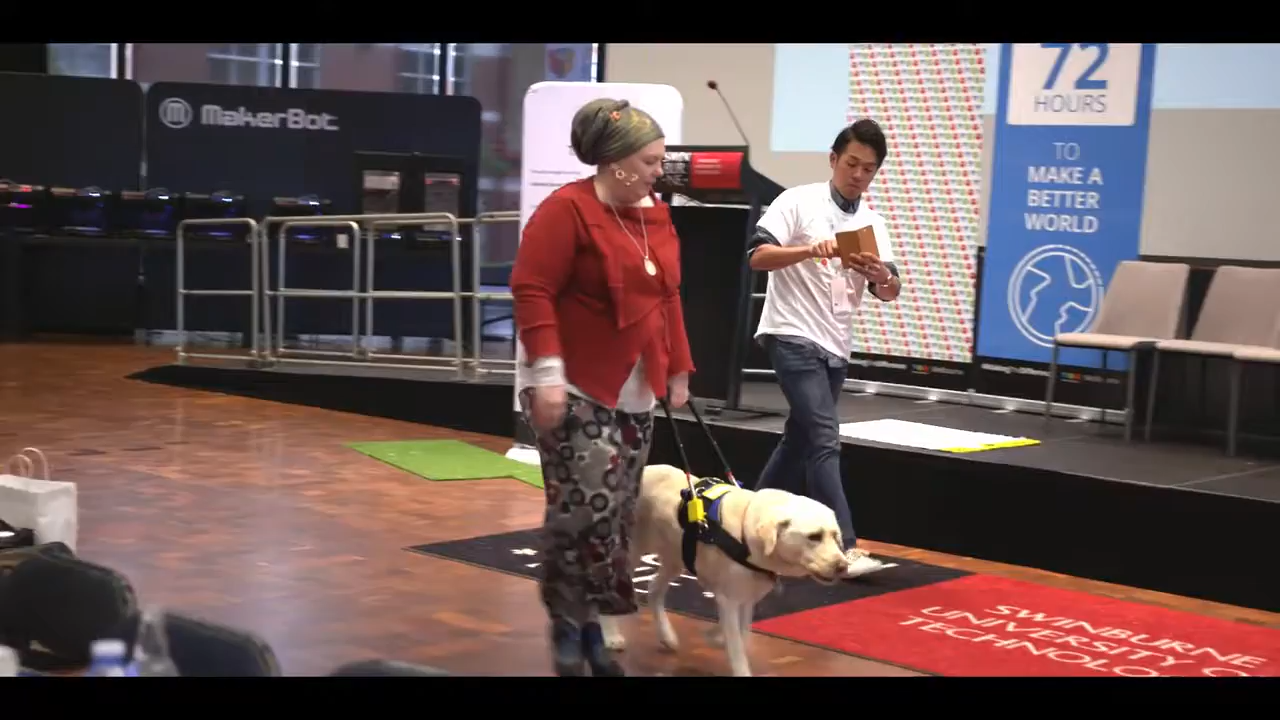 MakerBot
72
HOURS
TO
MAKE A
BETTER
WORLD
SWINBURNE
UNIVERSITY OF
TECHNOLOGY